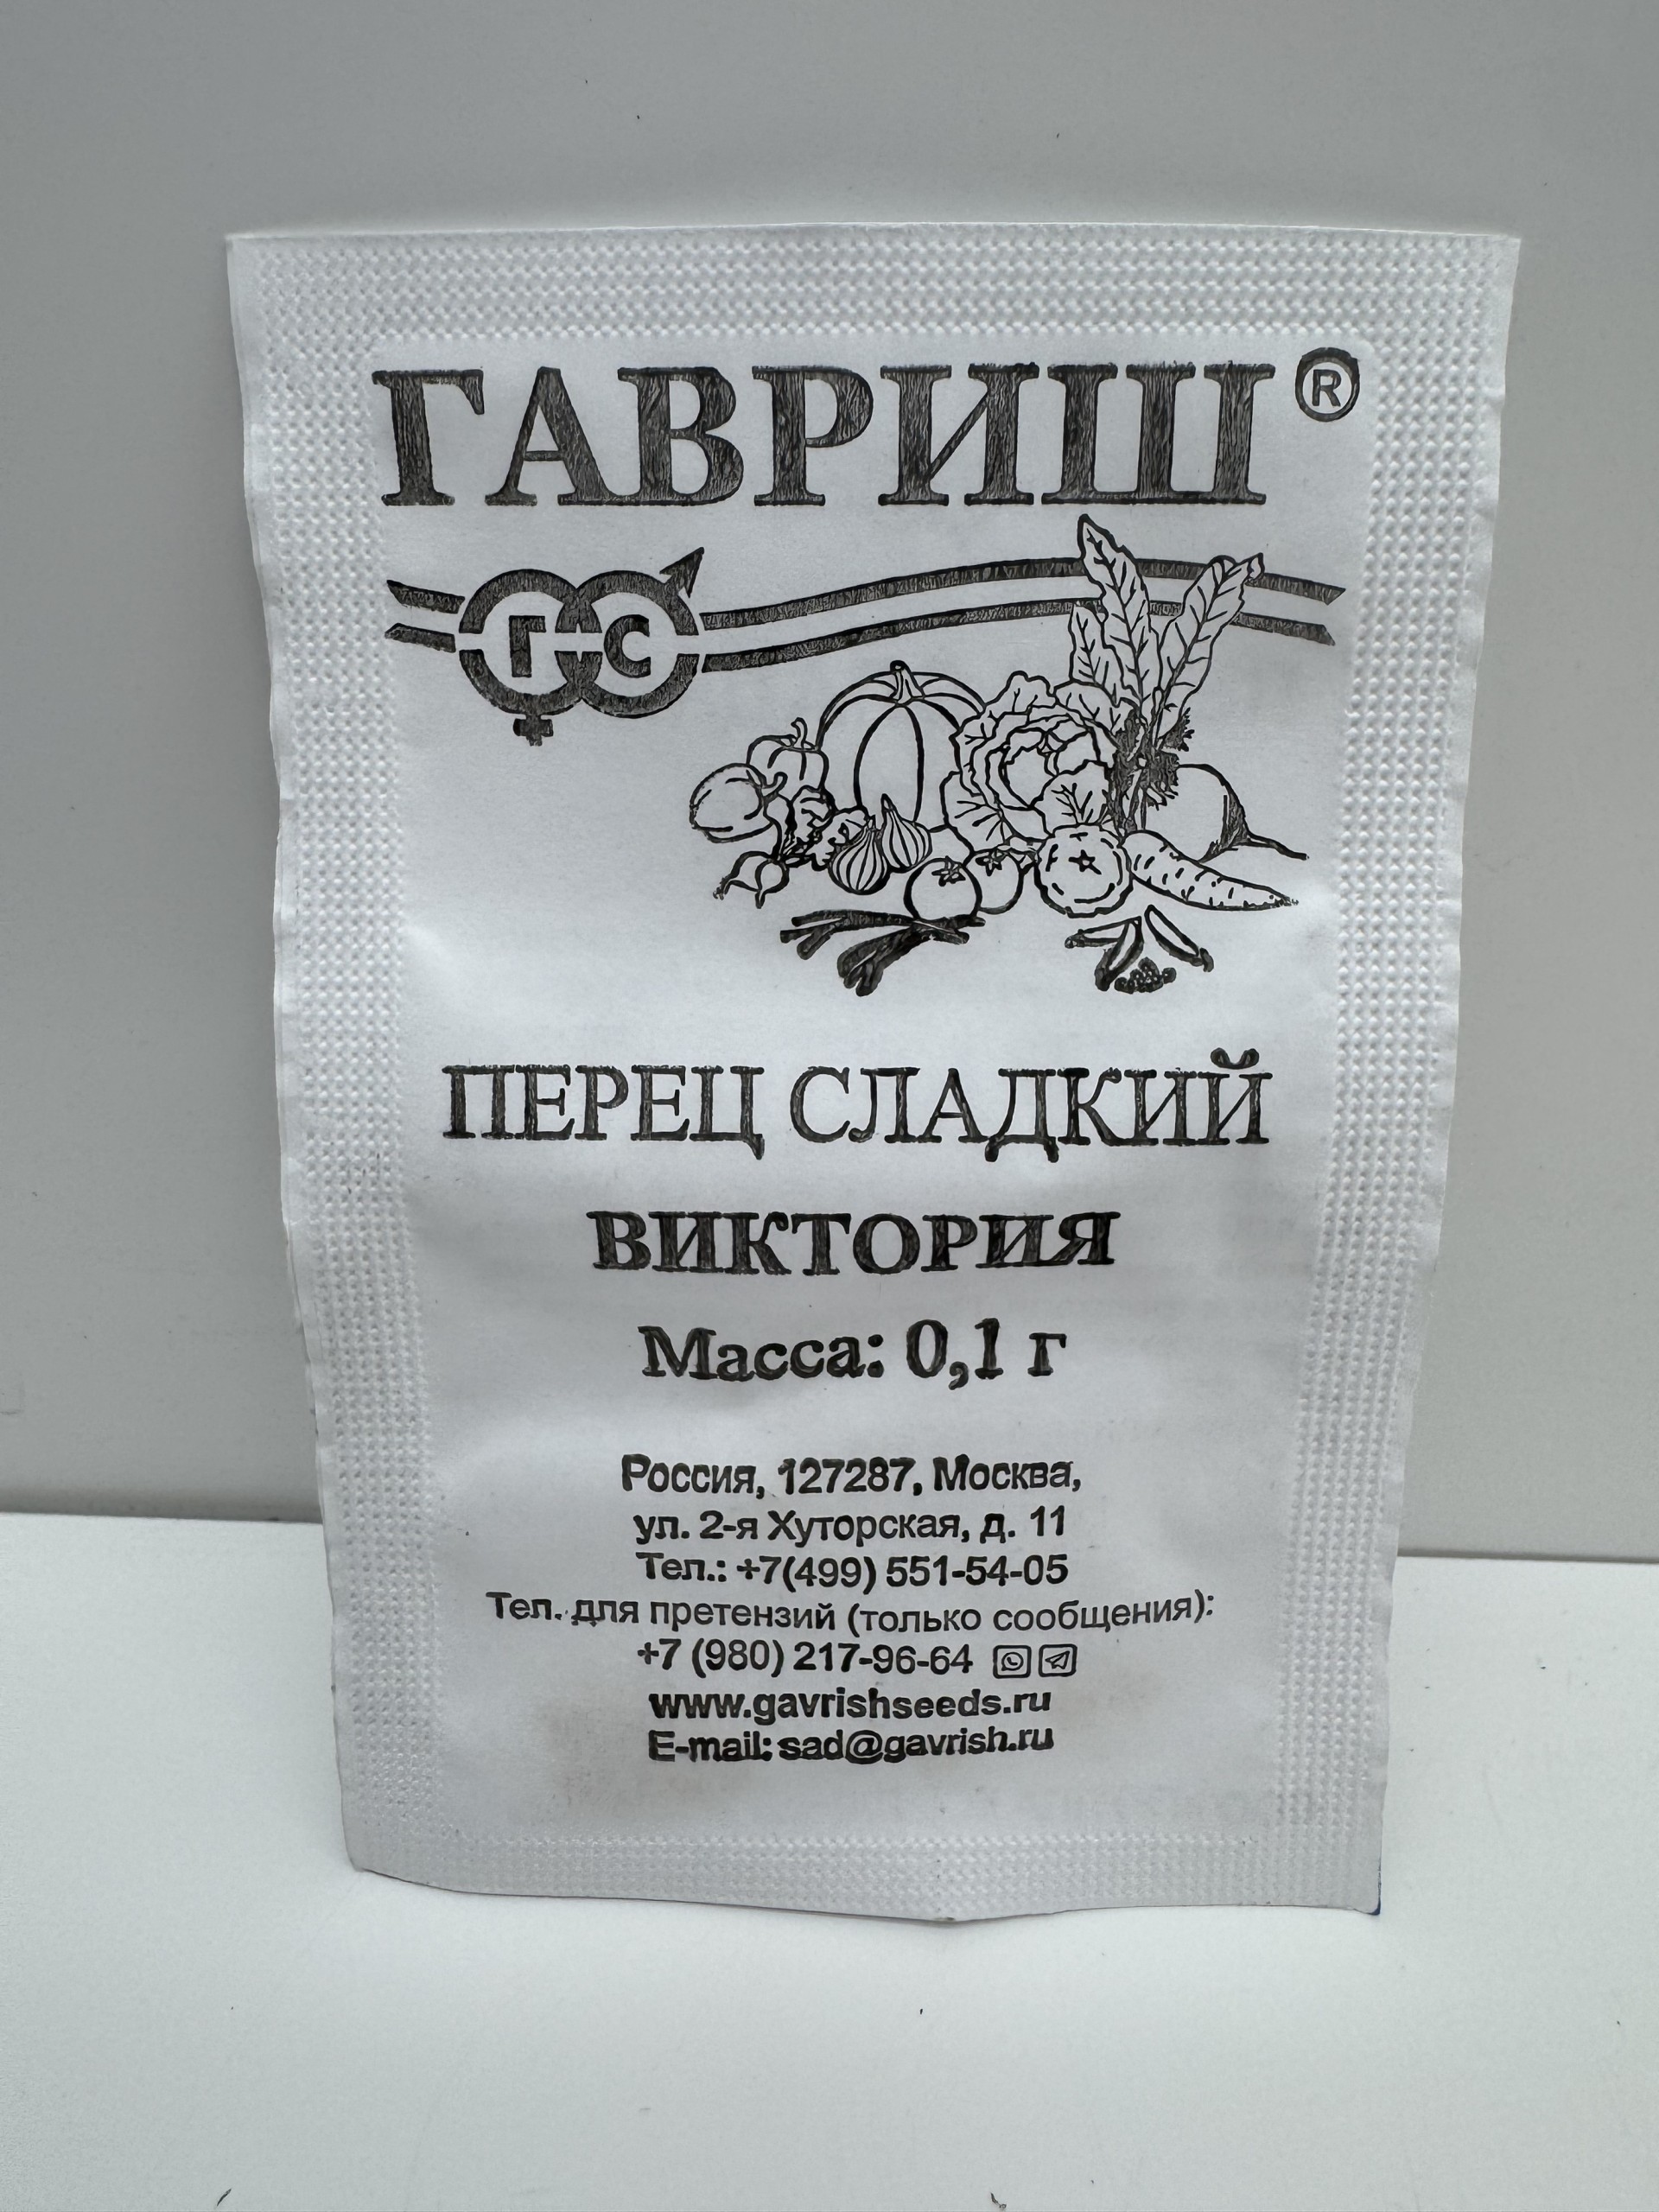 ГАВРИШ®
Г С
ПЕРЕЦ СЛАДКИЙ
ВИКТОРИЯ
Масса: 0,1 г
Россия, 127287, Москва,
ул. 2-я Хуторская, д. 11
Тел.: +7(499) 551-54-05
Тел. для претензий (только сообщения):
+7 (980) 217-96-64
www.gavrishseeds.ru
E-mail: sad@gavrish.ru